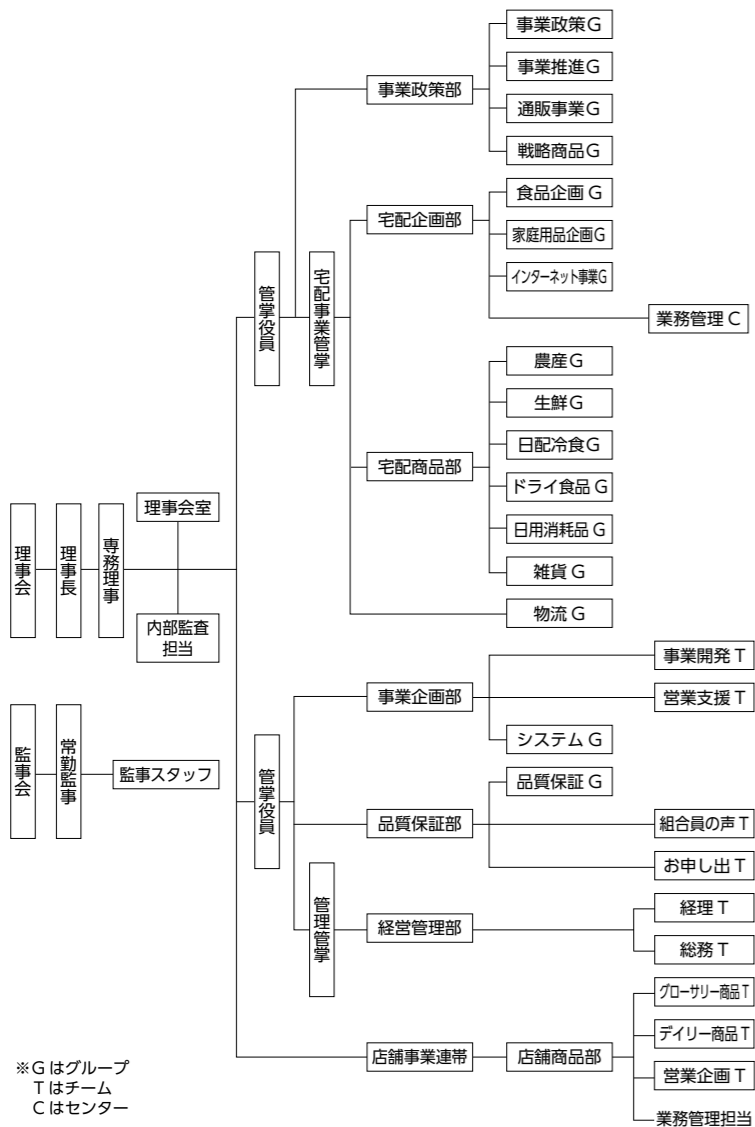 理事会
理事長
専務理事
理事会室
内部監査
担当
監事会
常勤監事
監事スタッフ
管掌役員
宅配事業管掌
事業政策部
事業政策G
事業推進G
通販事業G
戦略商品G
宅配企画部
食品企画G
家庭用品企画G
インターネット事業G
業務管理C
宅配商品部
農産G
生鮮G
日配冷食G
ドライ食品G
日用消耗品G
雑貨G
物流G
管掌役員
事業企画部
事業開発T
営業支援T
システムG
品質保証部
品質保証G
組合員の声T
お申し出T
管理管掌
経営管理部
経理T
総務T
店舗事業連帯
店舗商品部
グローサリー商品T
デイリー商品T
営業企画T
業務管理担当
※Gはグループ
Tはチーム
Cはセンター